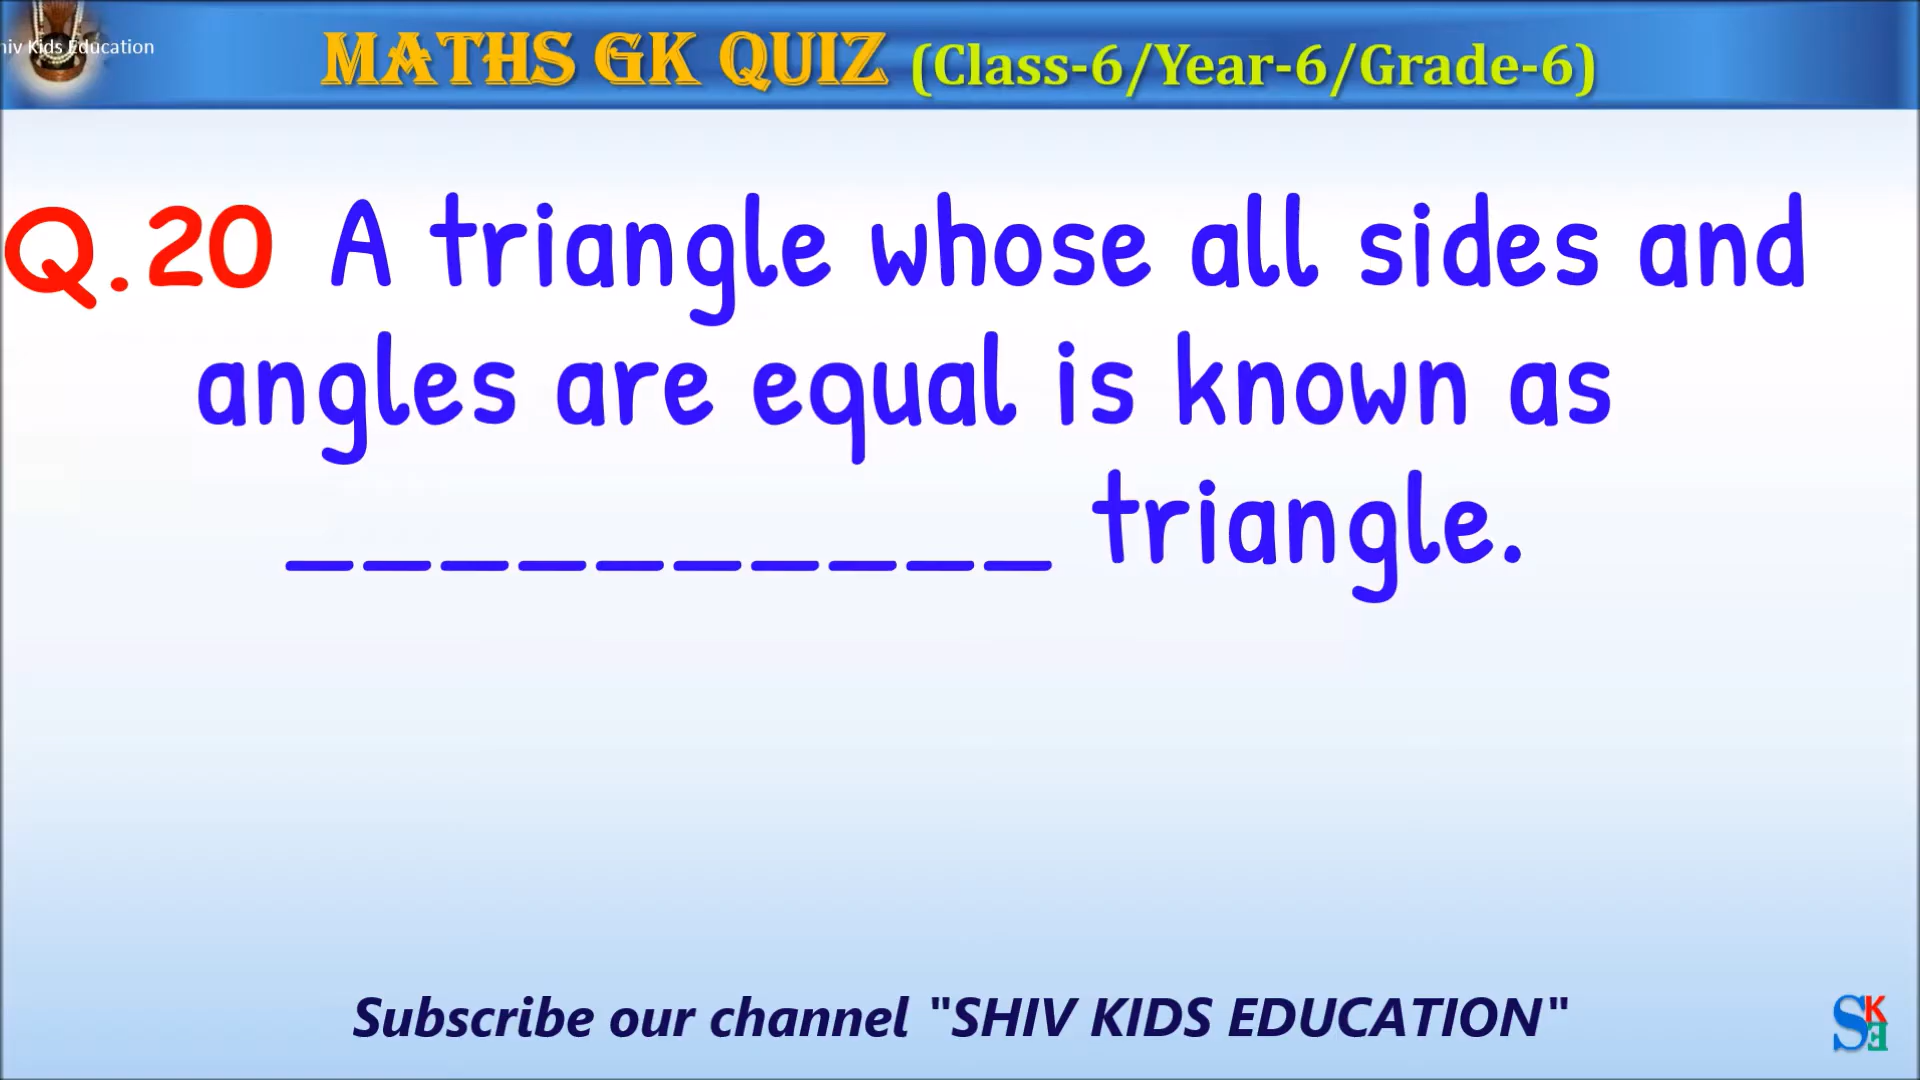 hiv Kids Education
MATHS GK QUIZ (Class-6/Year-6/Grade-6)
Q.20 A triangle whose all sides and
angles are equal is known as
__________ triangle.
Subscribe our channel "SHIV KIDS EDUCATION"
SKE